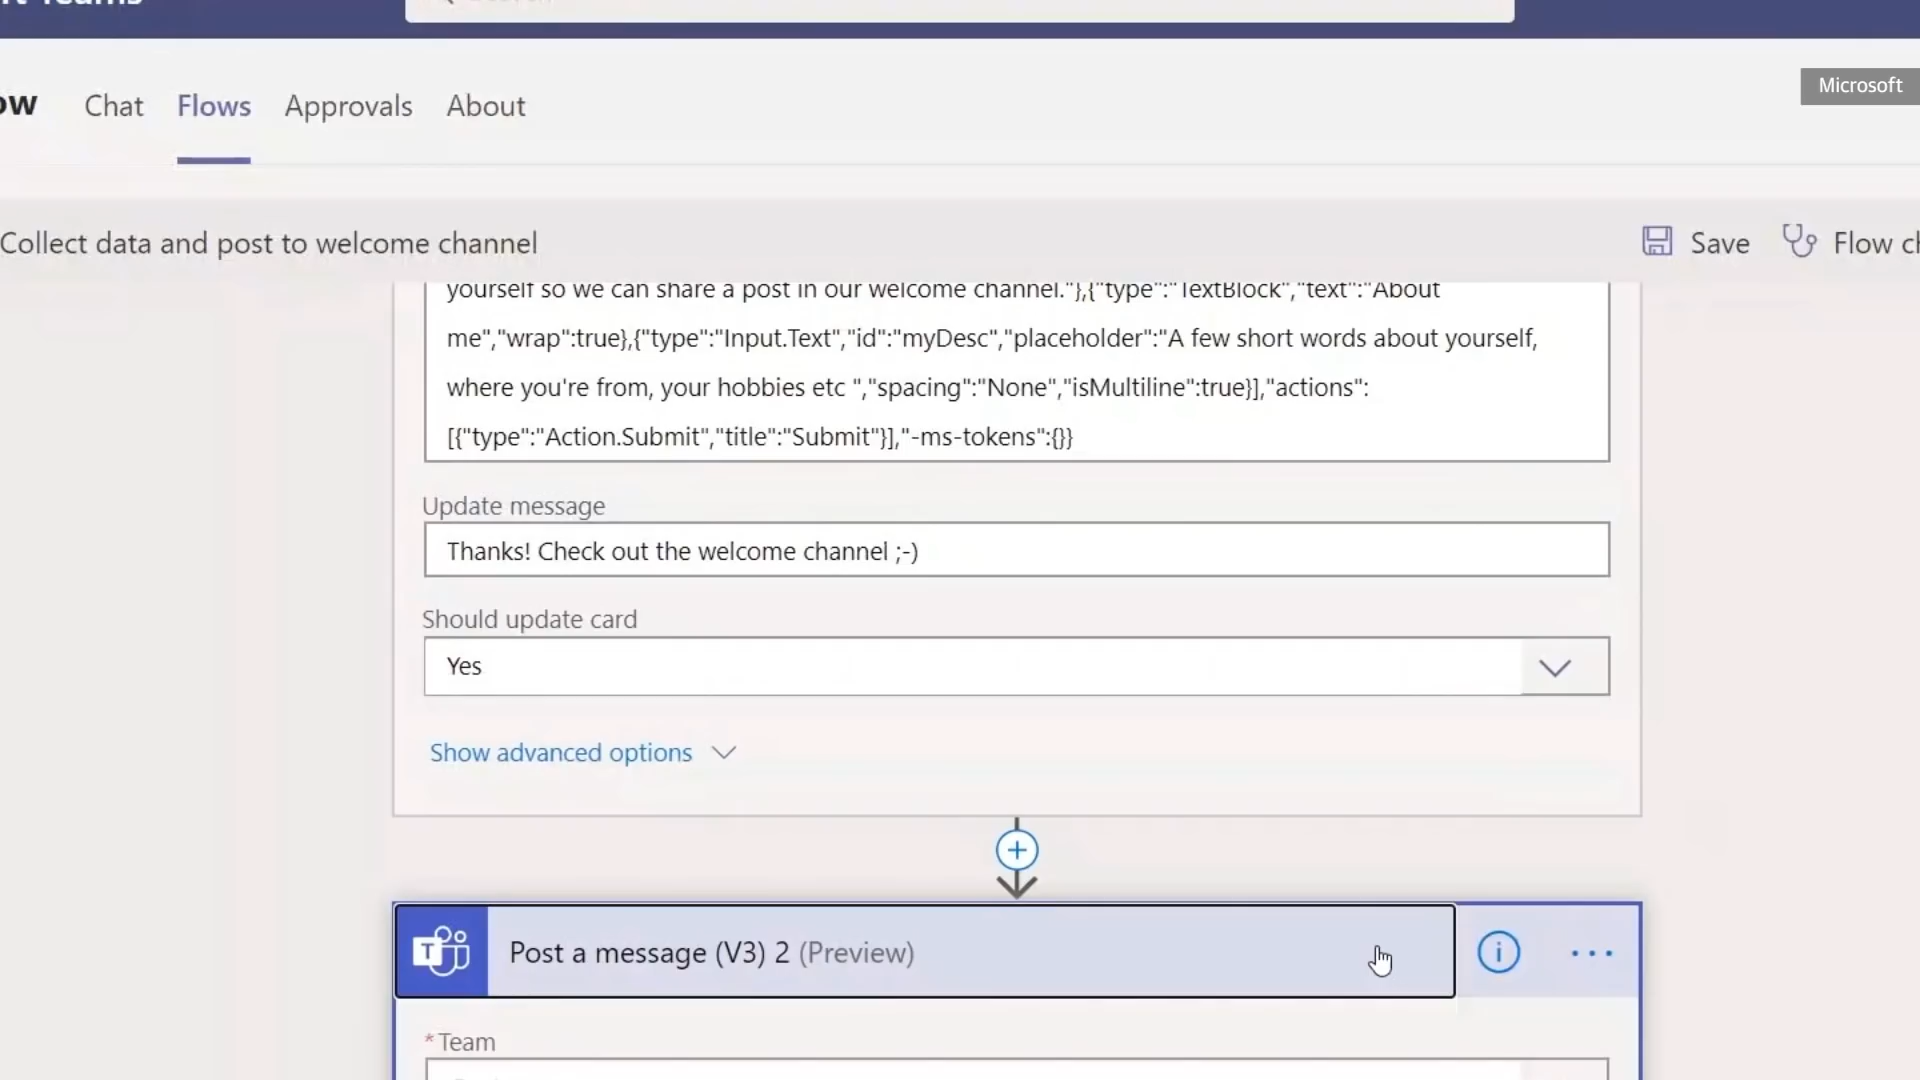 Teams
Chat Flows Approvals About
Microsoft
Collect data and post to welcome channel
Save Flow
yourself so we can share a post in our welcome channel."},{"type":"TextBlock","text":"About
me","wrap":true},{"type":"Input.Text","id":"myDesc","placeholder":"A few short words about yourself,
where you're from, your hobbies etc ","spacing":"None","isMultiline":true}],"actions":
[{"type":"Action.Submit","title":"Submit"}],"-ms-tokens":{}}
Update message
Thanks! Check out the welcome channel ;-)
Should update card
Yes
Show advanced options
T
Post a message (V3) 2 (Preview)
* Team